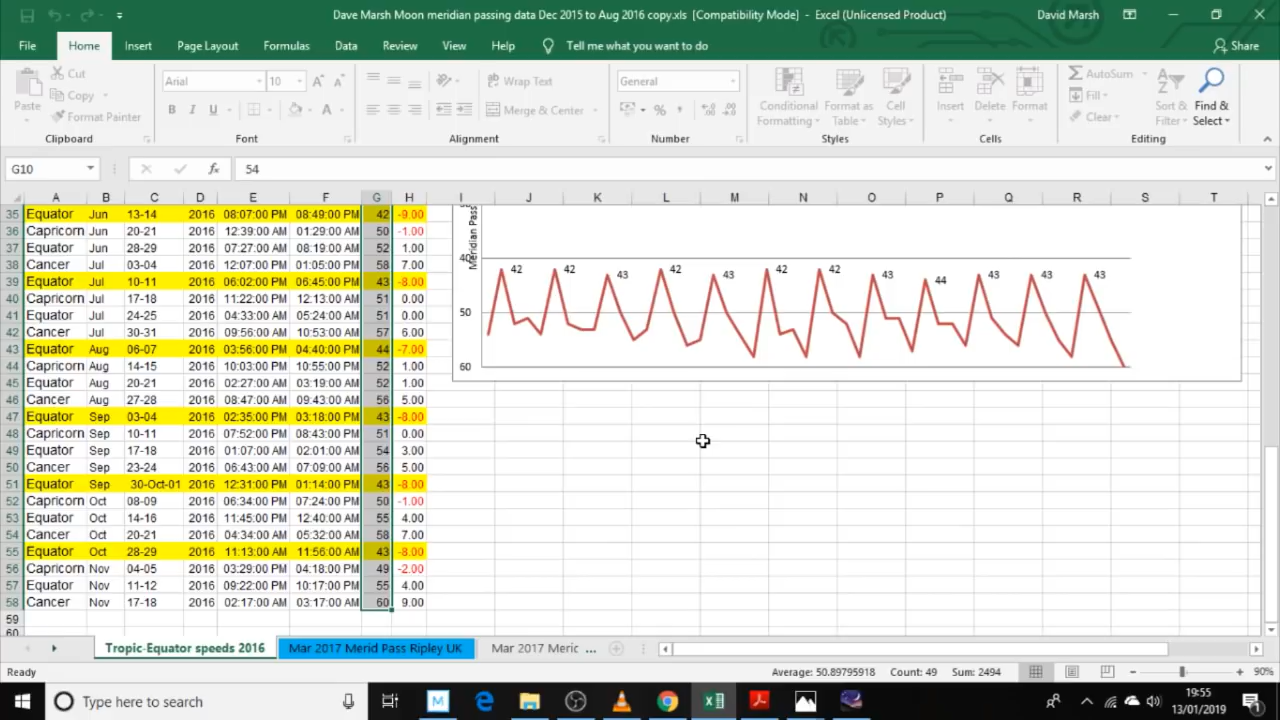 Dave Marsh Moon meridian passing data Dec 2015 to Aug 2016 copy.xls [Compatibility Mode] - Excel (Unlicensed Product)
David Marsh
File Home Insert Page Layout Formulas Data Review View Help Tell me what you want to do Share
Paste Cut Copy Format Painter
Arial 10 General
Wrap Text Merge & Center
Conditional Formatting Format as Table Cell Styles
Insert Delete Format
AutoSum Fill Clear
Sort & Filter Find & Select
Clipboard Font Alignment Number Styles Cells Editing
G10 fx 54
A B C D E F G H I J K L M N O P Q R S T
35 Equator Jun 13-14 2016 08:07:00 PM 08:49:00 PM 42 -9.00
36 Capricorn Jun 20-21 2016 12:39:00 AM 01:29:00 AM 50 -1.00
37 Equator Jun 28-29 2016 07:27:00 AM 08:19:00 AM 52 1.00
38 Cancer Jul 03-04 2016 12:07:00 AM 01:05:00 AM 58 7.00
39 Equator Jul 10-11 2016 06:02:00 PM 06:45:00 PM 43 -8.00
40 Capricorn Jul 17-18 2016 11:22:00 PM 12:13:00 AM 51 0.00
41 Equator Jul 24-25 2016 04:33:00 AM 05:24:00 AM 51 0.00
42 Cancer Jul 30-31 2016 09:56:00 AM 10:53:00 AM 57 6.00
43 Equator Aug 06-07 2016 03:56:00 PM 04:40:00 PM 44 -7.00
44 Capricorn Aug 14-15 2016 10:03:00 PM 10:55:00 PM 52 1.00
45 Equator Aug 20-21 2016 02:27:00 AM 03:19:00 AM 52 1.00
46 Cancer Aug 27-28 2016 08:47:00 AM 09:43:00 AM 56 5.00
47 Equator Sep 03-04 2016 02:35:00 PM 03:18:00 PM 43 -8.00
48 Capricorn Sep 10-11 2016 07:52:00 PM 08:43:00 PM 51 0.00
49 Equator Sep 17-18 2016 01:07:00 AM 02:01:00 AM 54 3.00
50 Cancer Sep 23-24 2016 06:43:00 AM 07:09:00 AM 56 5.00
51 Equator Sep 30-Oct-01 2016 12:31:00 PM 01:14:00 PM 43 -8.00
52 Capricorn Oct 08-09 2016 06:34:00 PM 07:24:00 PM 50 -1.00
53 Equator Oct 14-16 2016 11:45:00 PM 12:40:00 AM 55 4.00
54 Cancer Oct 20-21 2016 04:34:00 AM 05:32:00 AM 58 7.00
55 Equator Oct 28-29 2016 11:13:00 AM 11:56:00 AM 43 -8.00
56 Capricorn Nov 04-05 2016 03:29:00 PM 04:18:00 PM 49 -2.00
57 Equator Nov 11-12 2016 09:22:00 PM 10:17:00 PM 55 4.00
58 Cancer Nov 17-18 2016 02:17:00 AM 03:17:00 AM 60 9.00
59
60
Meridian Pass
40
42 42 43 42 43 42 42 43 44 43 43 43
50
60
Tropic-Equator speeds 2016 Mar 2017 Merid Pass Ripley UK Mar 2017 Meric ...
Ready Average: 50.89795918 Count: 49 Sum: 2494 90%
Type here to search
19:55
13/01/2019
1